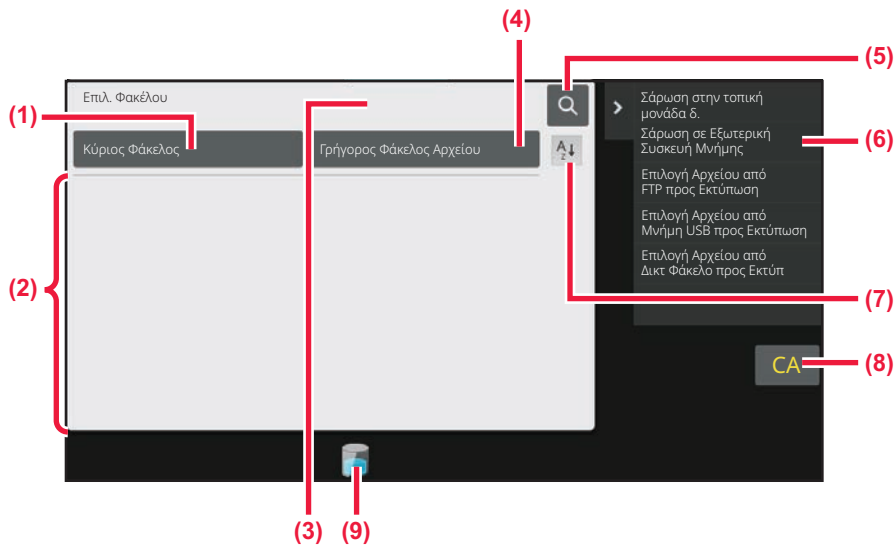 (4)
(5)
Επιλ. Φακέλου
Σάρωση στην τοπική
μονάδα δ.
(1)
Σάρωση σε Εξωτερική
Συσκευή Μνήμης
(6)
Κύριος Φάκελος
Γρήγορος Φάκελος Αρχείου
A
Z
Επιλογή Αρχείου από
FTP προς Εκτύπωση
Επιλογή Αρχείου από
Μνήμη USB προς Εκτύπωση
Επιλογή Αρχείου από
Δικτ Φάκελο προς Εκτύπ
(2)
(7)
CA
(8)
(3)
(9)